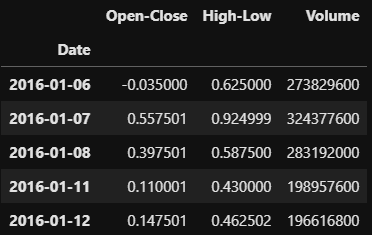 Open-Close High-Low Volume
Date
2016-01-06 -0.035000 0.625000 273829600
2016-01-07 0.557501 0.924999 324377600
2016-01-08 0.397501 0.587500 283192000
2016-01-11 0.110001 0.430000 198957600
2016-01-12 0.147501 0.462502 196616800